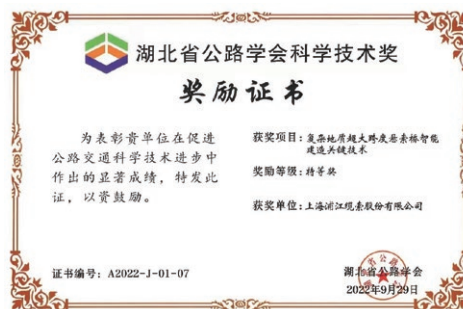 湖北省公路学会科学技术奖
奖励证书
为表彰贵单位在促进
公路交通科学技术进步中
作出的显著成绩，特发此
证，以资鼓励。
获奖项目：复杂地质超大跨度悬索桥智能
建造关键技术
奖励等级：特等奖
获奖单位：上海浦江缆索股份有限公司
证书编号：A2022-J-01-07
湖北省公路学会
2022年9月29日